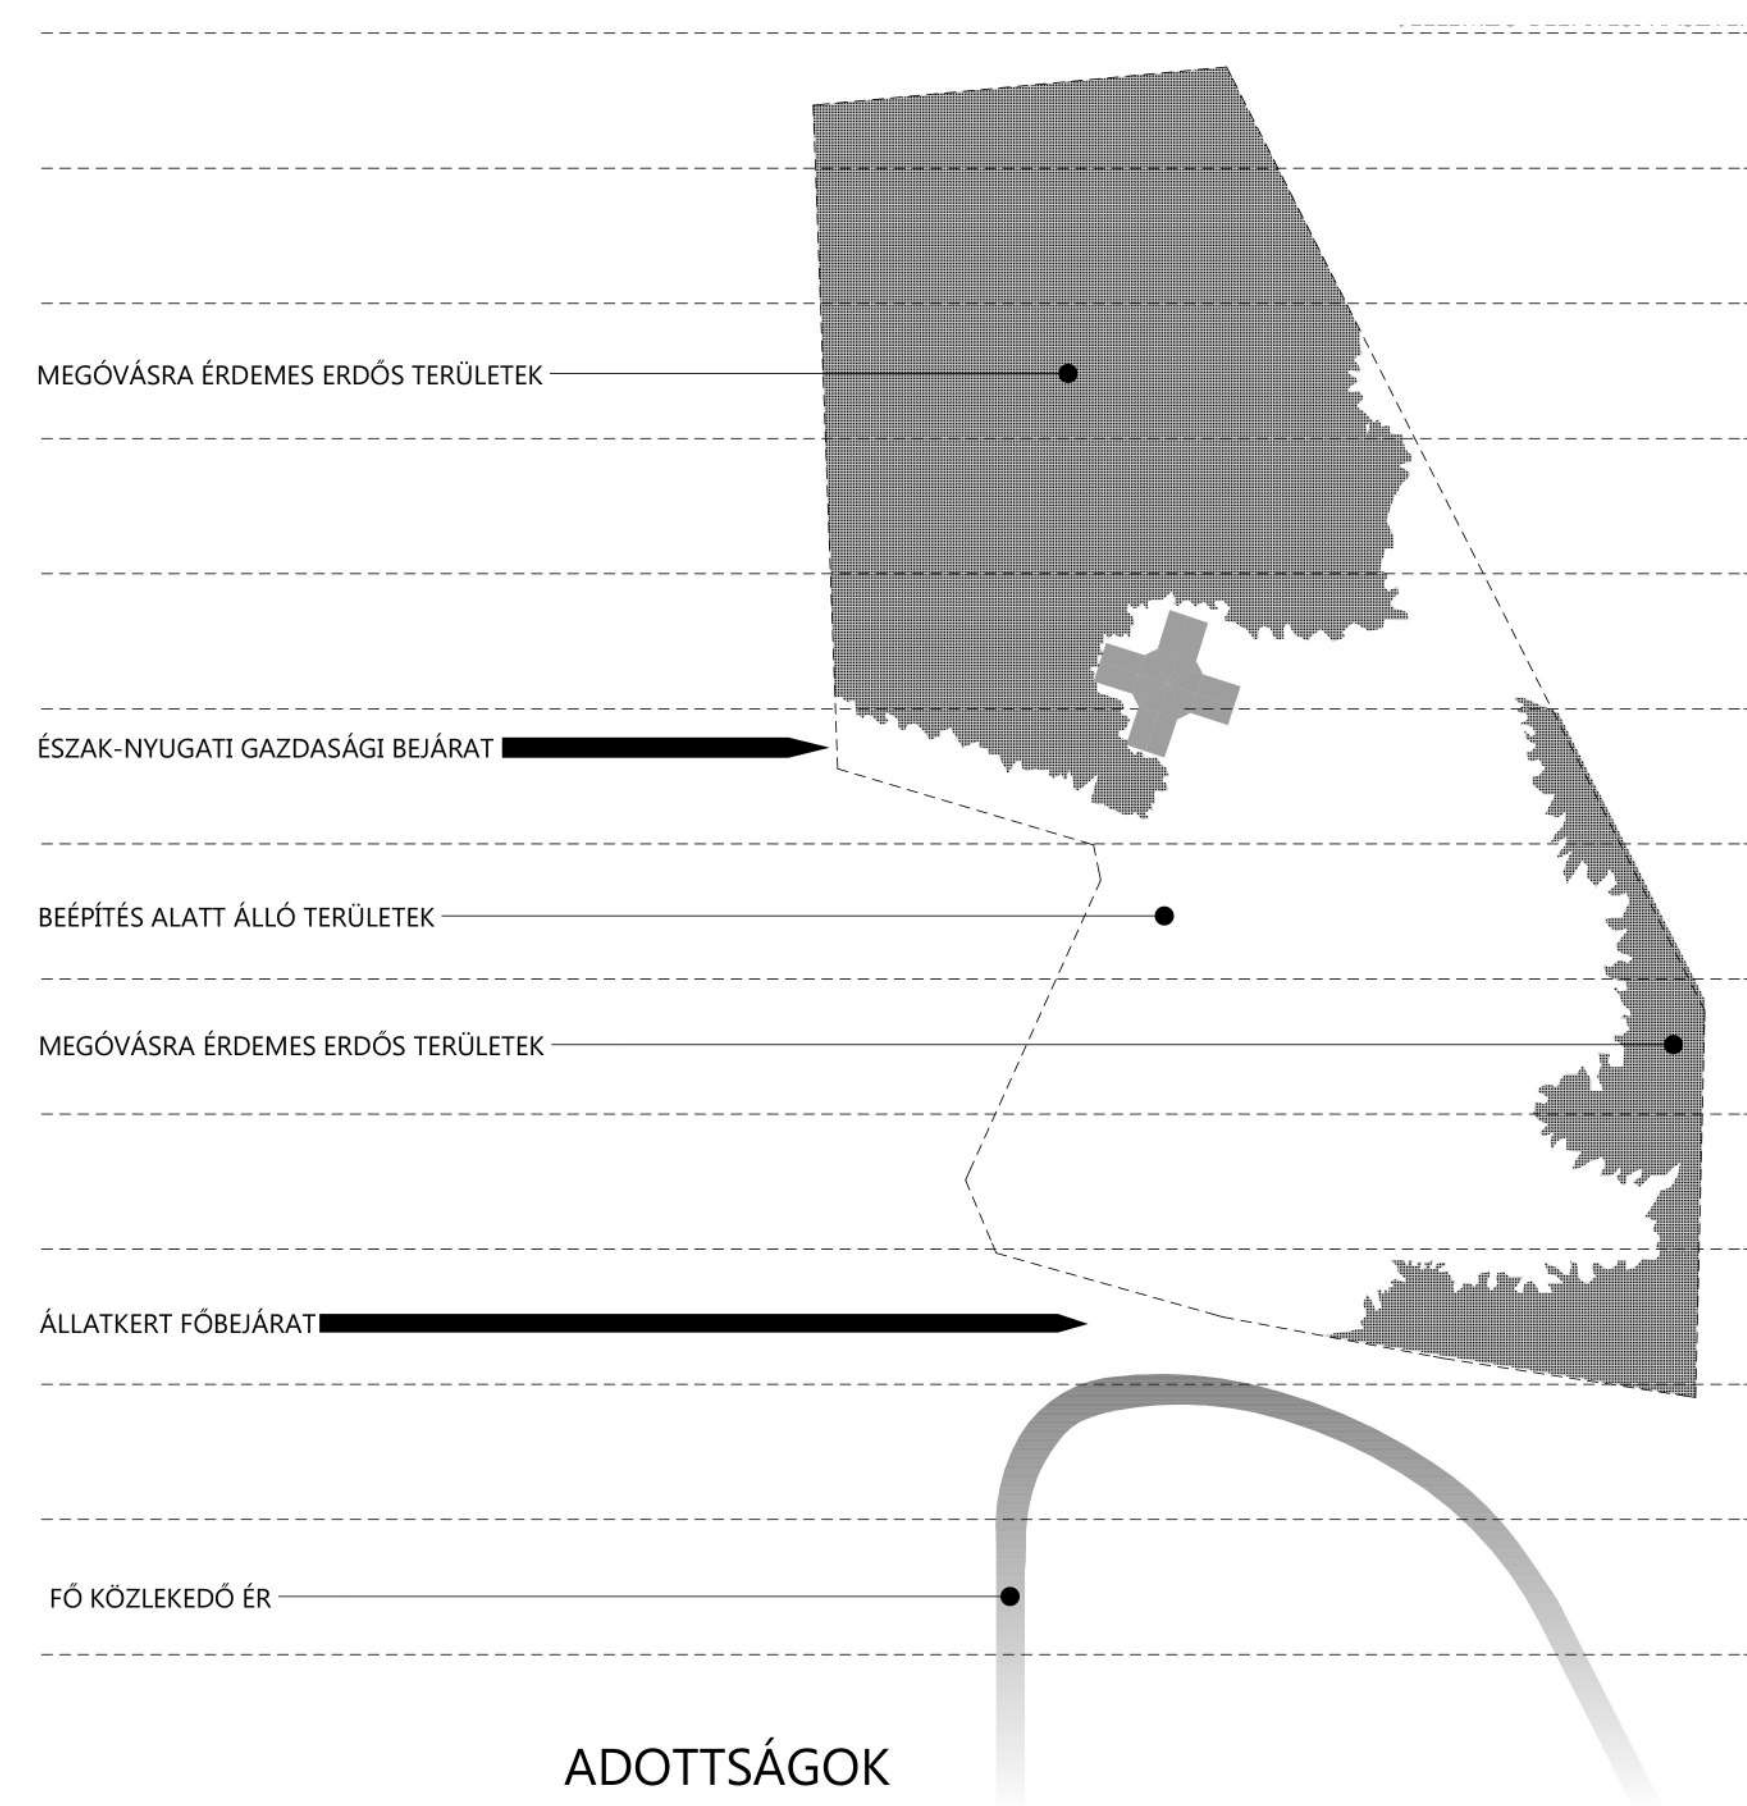 MEGÓVÁSRA ÉRDEMES ERDŐS TERÜLETEK
ÉSZAK-NYUGATI GAZDASÁGI BEJÁRAT
BEÉPÍTÉS ALATT ÁLLÓ TERÜLETEK
MEGÓVÁSRA ÉRDEMES ERDŐS TERÜLETEK
ÁLLATKERT FŐBEJÁRAT
FŐ KÖZLEKEDŐ ÉR
ADOTTSÁGOK